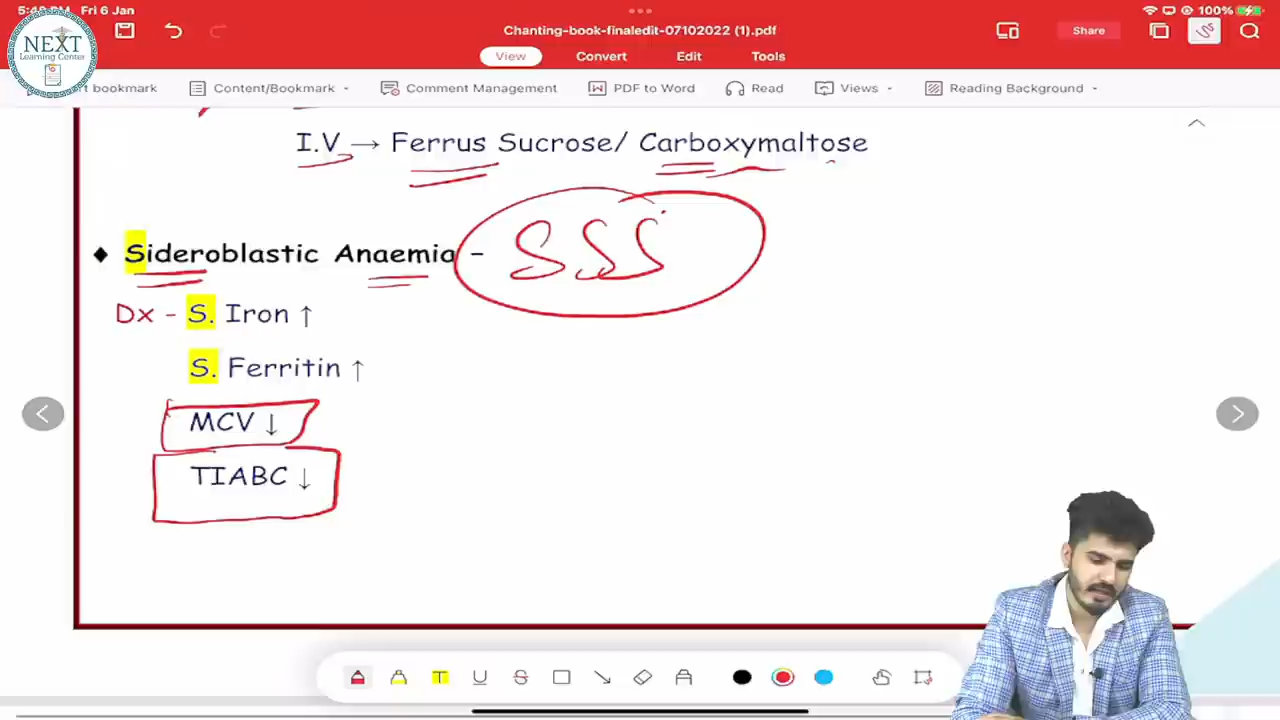 5:48 PM Fri 6 Jan
100%
NEXT
Learning Center
Chanting-book-finaledit-07102022 (1).pdf
Share
View Convert Edit Tools
bookmark Content/Bookmark Comment Management PDF to Word Read Views Reading Background
I.V → Ferrus Sucrose/ Carboxymaltose
♦ Sideroblastic Anaemia - SSS
Dx - S. Iron ↑
S. Ferritin ↑
MCV ↓
TIABC ↓